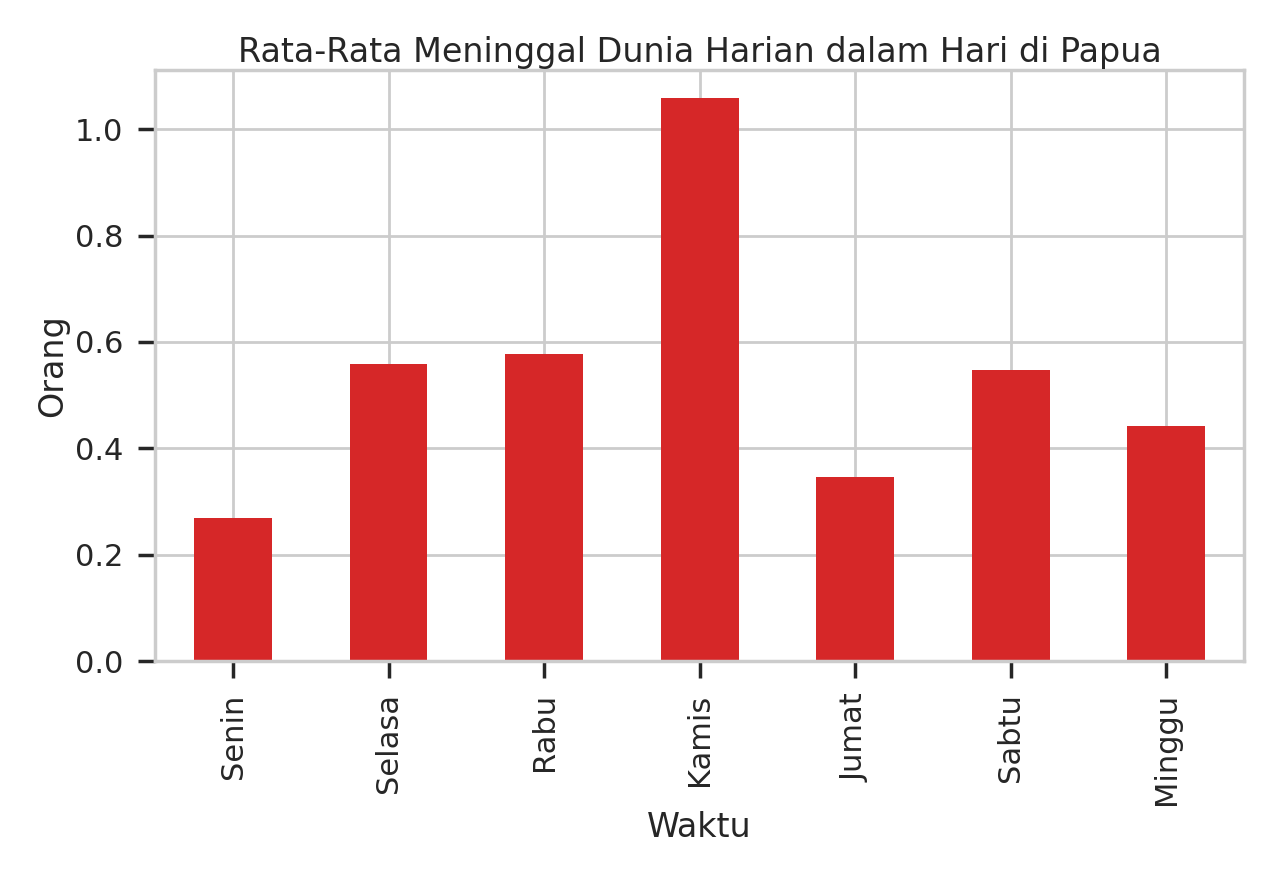 Rata-Rata Meninggal Dunia Harian dalam Hari di Papua
Orang
1.0
0.8
0.6
0.4
0.2
0.0
Senin
Selasa
Rabu
Kamis
Jumat
Sabtu
Minggu
Waktu